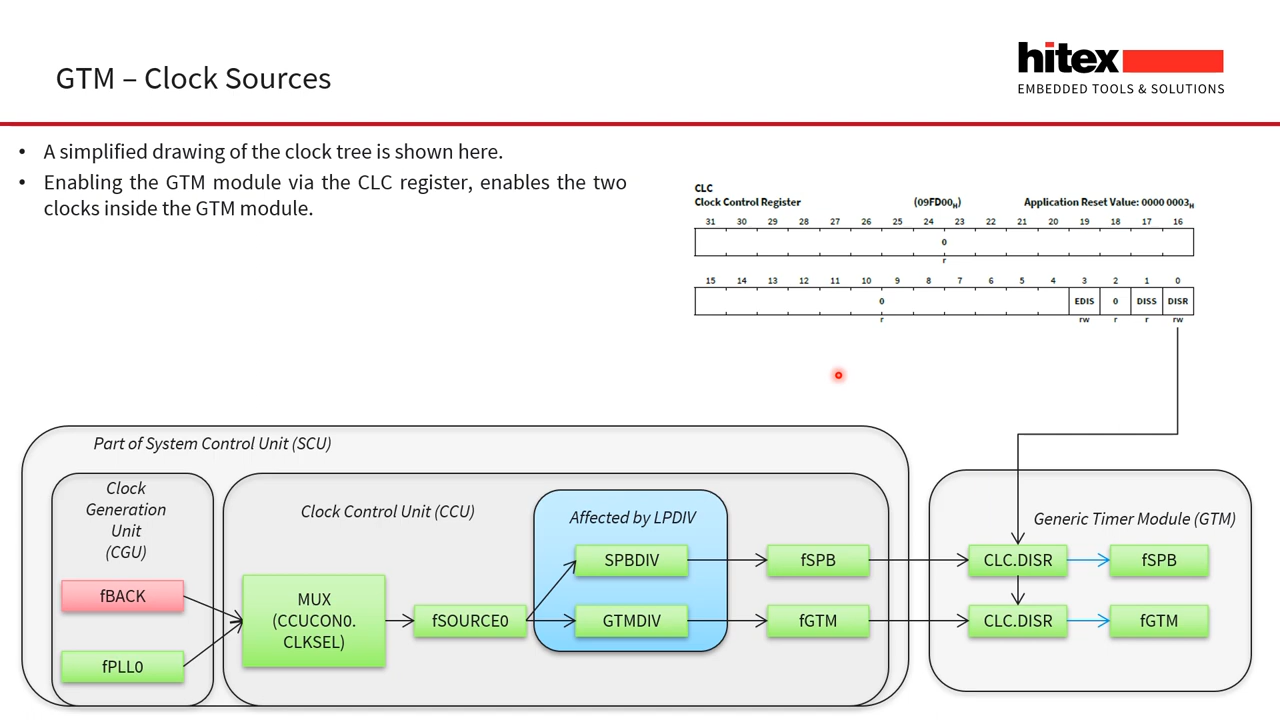 GTM – Clock Sources
hitex
EMBEDDED TOOLS & SOLUTIONS
• A simplified drawing of the clock tree is shown here.
• Enabling the GTM module via the CLC register, enables the two
clocks inside the GTM module.
CLC
Clock Control Register (09FD00H) Application Reset Value: 0000 0003H
31 30 29 28 27 26 25 24 23 22 21 20 19 18 17 16
0
r
15 14 13 12 11 10 9 8 7 6 5 4 3 2 1 0
0 EDIS 0 DISS DISR
r rw r r rw
Part of System Control Unit (SCU)
Clock
Generation
Unit
(CGU)
fBACK
fPLL0
Clock Control Unit (CCU)
MUX
(CCUCON0.
CLKSEL)
fSOURCE0
Affected by LPDIV
SPBDIV
GTMDIV
fSPB
fGTM
Generic Timer Module (GTM)
CLC.DISR
fSPB
CLC.DISR
fGTM